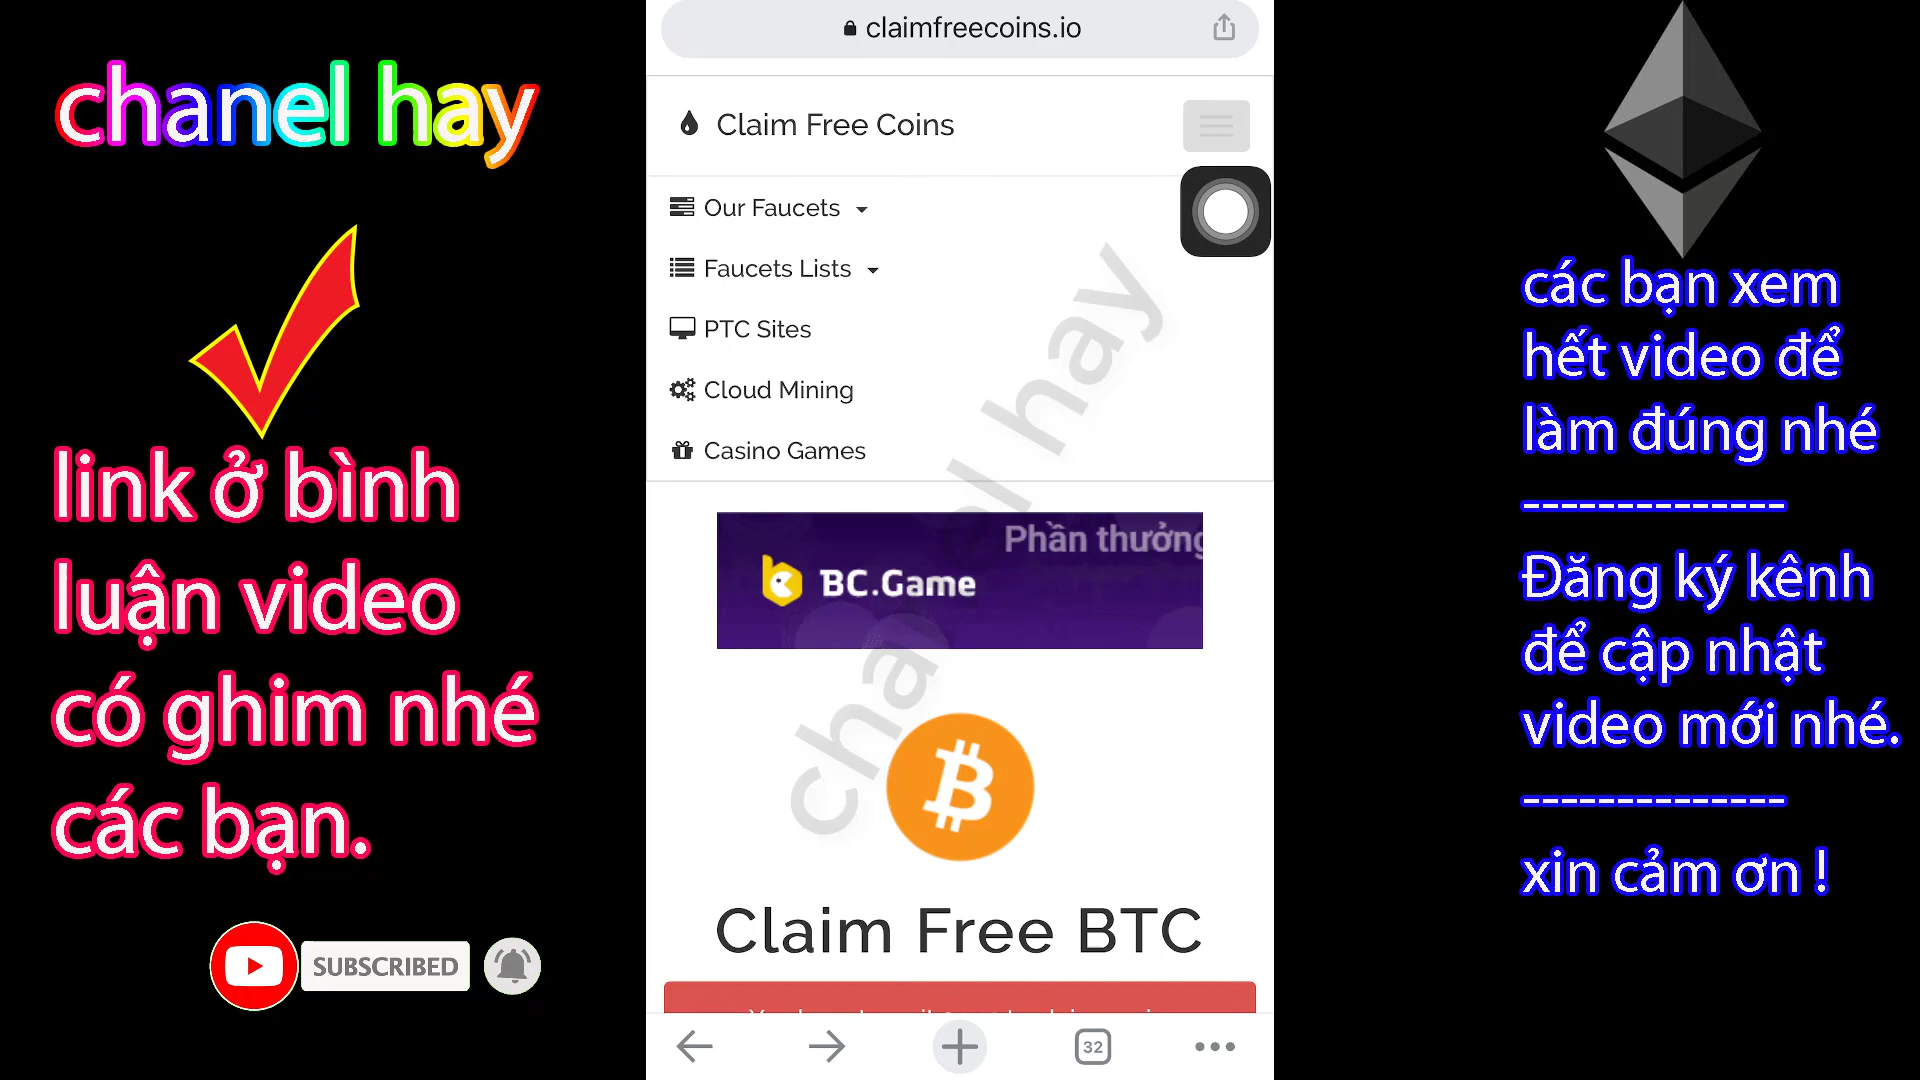 chanel hay
link ở bình
luận video
có ghim nhé
các bạn.
SUBSCRIBED
claimfreecoins.io
Claim Free Coins
Our Faucets
Faucets Lists
PTC Sites
Cloud Mining
Casino Games
Phần thưởng
BC.Game
chanel hay
Claim Free BTC
32
các bạn xem
hết video để
làm đúng nhé
--------------
Đăng ký kênh
để cập nhật
video mới nhé.
--------------
xin cảm ơn !